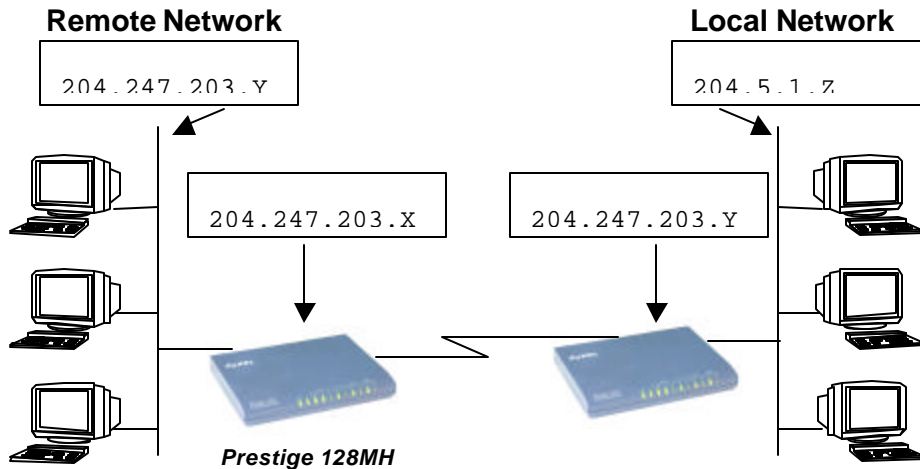 Remote Network
Local Network
204.247.203.Y
204.5.1.Z
204.247.203.X
204.247.203.Y
Prestige 128MH